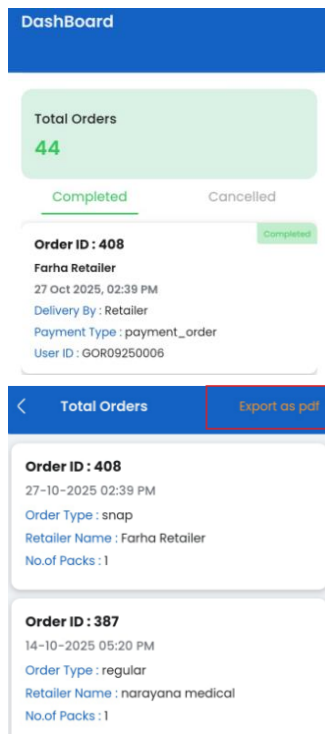 DashBoard
Total Orders
44
Completed Cancelled
Completed
Order ID : 408
Farha Retailer
27 Oct 2025, 02:39 PM
Delivery By : Retailer
Payment Type : payment_order
User ID : GOR09250006
Total Orders Export as pdf
Order ID : 408
27-10-2025 02:39 PM
Order Type : snap
Retailer Name : Farha Retailer
No.of Packs : 1
Order ID : 387
14-10-2025 05:20 PM
Order Type : regular
Retailer Name : narayana medical
No.of Packs : 1